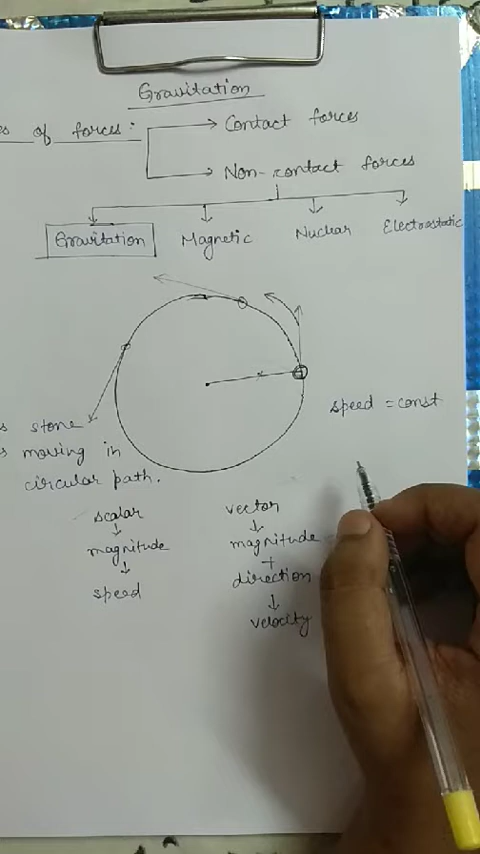 Gravitation
of forces:
Contact forces
Non-contact forces
Gravitation Magnetic Nuclear Electrostatic
speed = const
stone
moving in
circular path.
scalar
magnitude
speed
vector
magnitude
+
direction
velocity